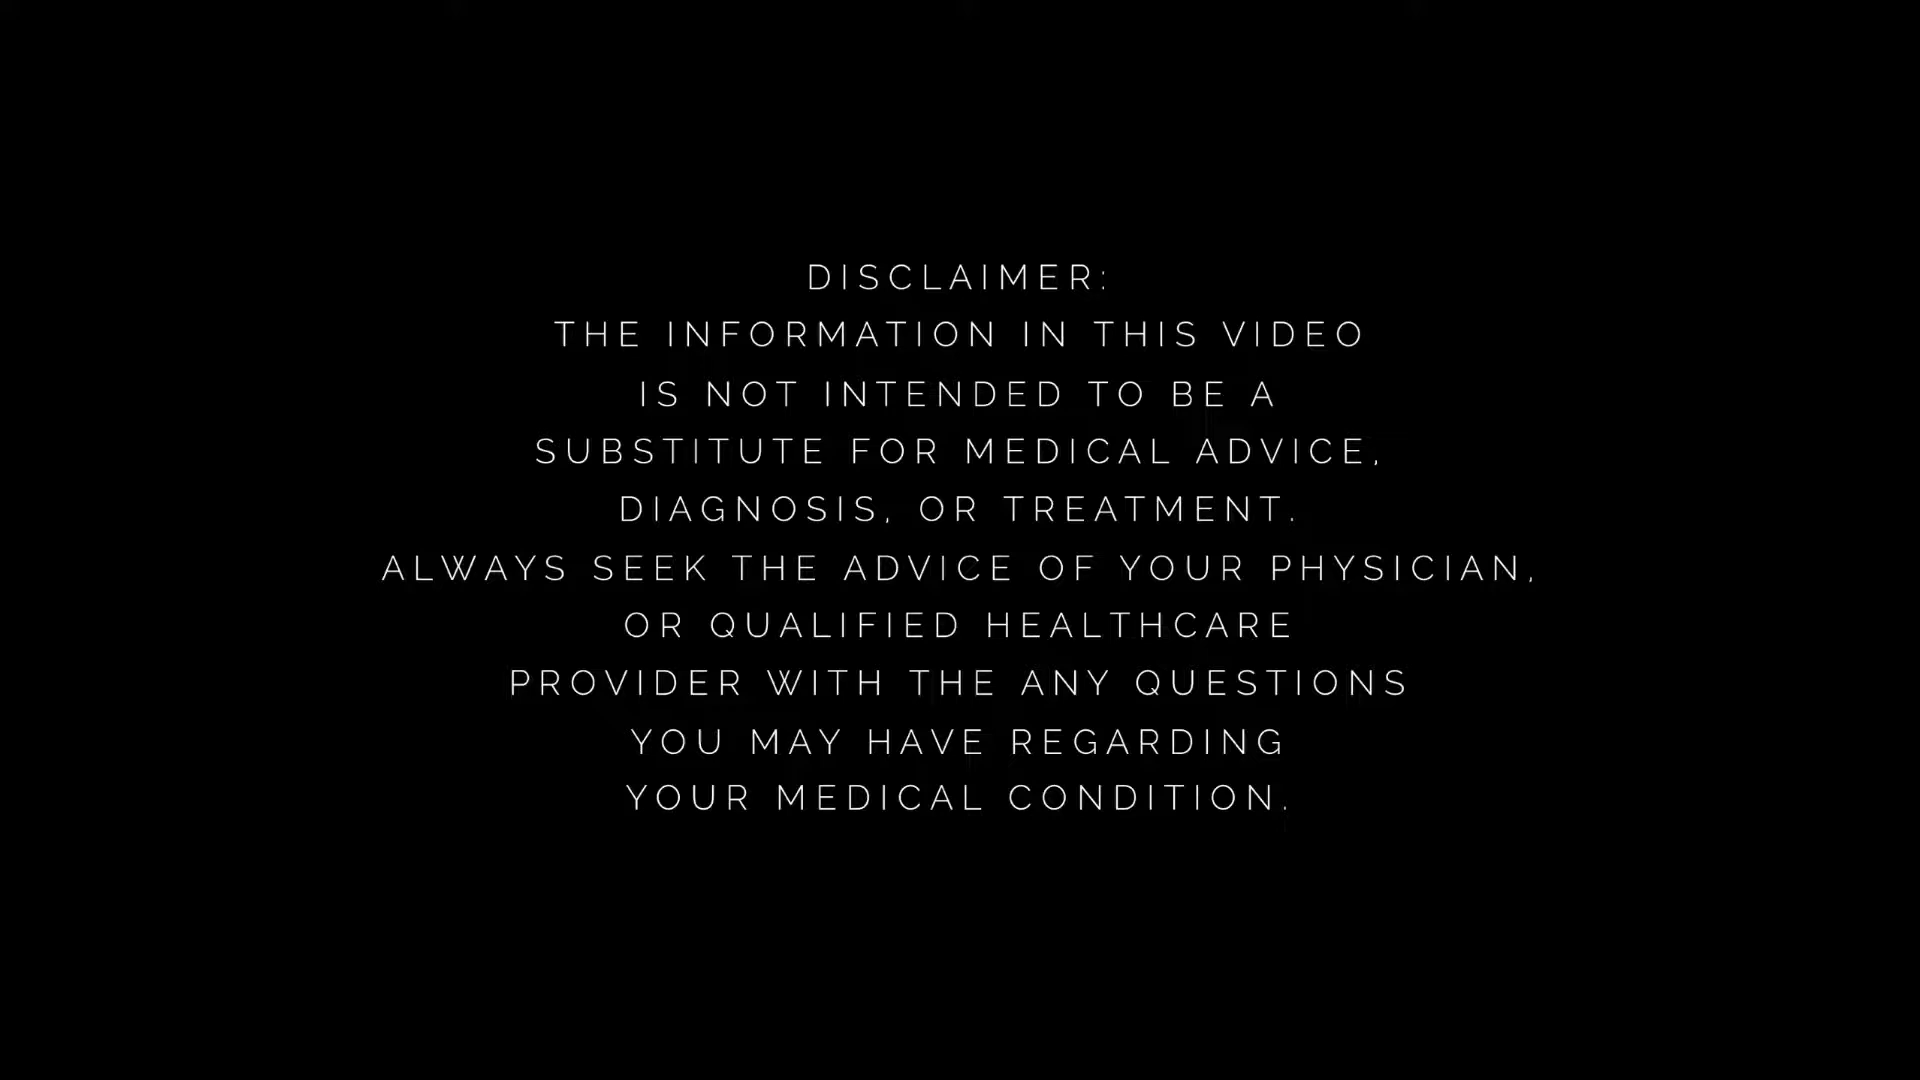 DISCLAIMER:
THE INFORMATION IN THIS VIDEO
IS NOT INTENDED TO BE A
SUBSTITUTE FOR MEDICAL ADVICE,
DIAGNOSIS, OR TREATMENT.
ALWAYS SEEK THE ADVICE OF YOUR PHYSICIAN,
OR QUALIFIED HEALTHCARE
PROVIDER WITH THE ANY QUESTIONS
YOU MAY HAVE REGARDING
YOUR MEDICAL CONDITION.